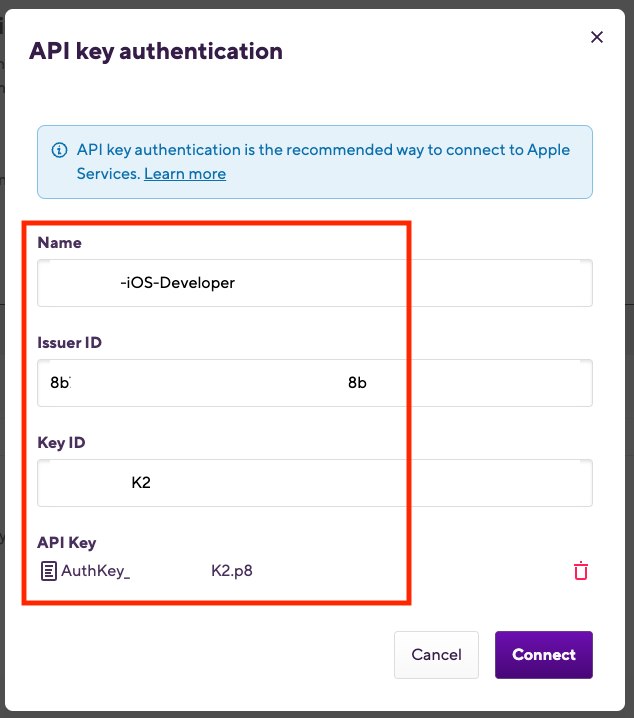 API key authentication
API key authentication is the recommended way to connect to Apple
Services. Learn more
Name
-iOS-Developer
Issuer ID
8b 8b
Key ID
K2
API Key
AuthKey_ K2.p8
Cancel
Connect